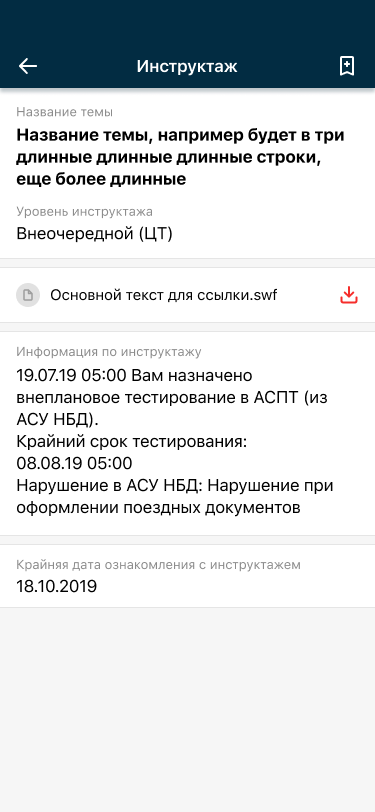 Инструктаж
Название темы
Название темы, например будет в три
длинные длинные длинные строки,
еще более длинные
Уровень инструктажа
Внеочередной (ЦТ)
Основной текст для ссылки.swf
Информация по инструктажу
19.07.19 05:00 Вам назначено
внеплановое тестирование в АСПТ (из
АСУ НБД).
Крайний срок тестирования:
08.08.19 05:00
Нарушение в АСУ НБД: Нарушение при
оформлении поездных документов
Крайняя дата ознакомления с инструктажем
18.10.2019